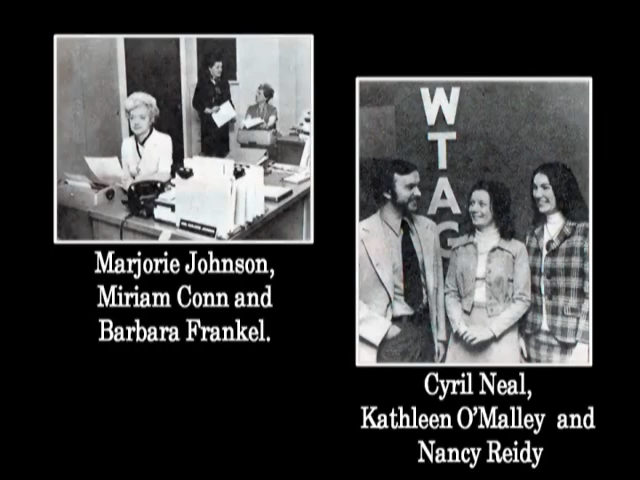 Marjorie Johnson,
Miriam Conn and
Barbara Frankel.
WTAG
Cyril Neal,
Kathleen O'Malley and
Nancy Reidy